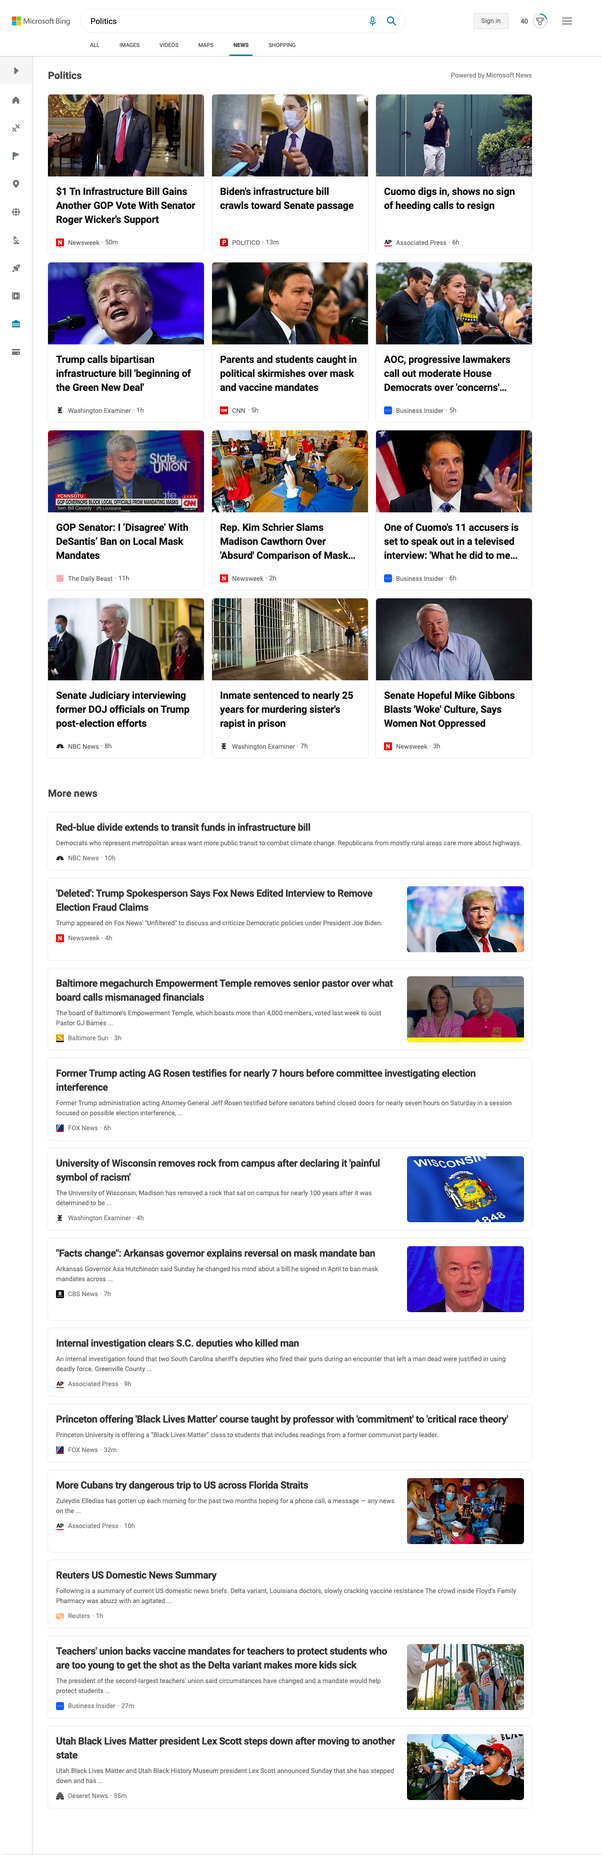 Microsoft Bing
Politics
Sign in
40
ALL
IMAGES
VIDEOS
MAPS
NEWS
SHOPPING
Politics
Powered by Microsoft News
$1 Tn Infrastructure Bill Gains
Another GOP Vote With Senator
Roger Wicker's Support
Newsweek · 50m
Biden's infrastructure bill
crawls toward Senate passage
POLITICO · 13m
Cuomo digs in, shows no sign
of heeding calls to resign
AP Associated Press · 6h
Trump calls bipartisan
infrastructure bill 'beginning of
the Green New Deal'
Washington Examiner · 1h
Parents and students caught in
political skirmishes over mask
and vaccine mandates
CNN · 5h
AOC, progressive lawmakers
call out moderate House
Democrats over 'concerns'...
Business Insider · 5h
State
UNION
#CNNSOTU
GOP GOVERNORS BLOCK LOCAL OFFICIALS FROM MANDATING MASKS
Sen. Bill Cassidy (R) Louisiana
CNN
GOP Senator: I 'Disagree' With
DeSantis' Ban on Local Mask
Mandates
The Daily Beast · 11h
Rep. Kim Schrier Slams
Madison Cawthorn Over
'Absurd' Comparison of Mask...
Newsweek · 2h
One of Cuomo's 11 accusers is
set to speak out in a televised
interview: 'What he did to me...
Business Insider · 6h
Senate Judiciary interviewing
former DOJ officials on Trump
post-election efforts
NBC News · 8h
Inmate sentenced to nearly 25
years for murdering sister's
rapist in prison
Washington Examiner · 7h
Senate Hopeful Mike Gibbons
Blasts 'Woke' Culture, Says
Women Not Oppressed
Newsweek · 3h
More news
Red-blue divide extends to transit funds in infrastructure bill
Democrats who represent metropolitan areas want more public transit to combat climate change. Republicans from mostly rural areas care more about highways.
NBC News · 10h
'Deleted': Trump Spokesperson Says Fox News Edited Interview to Remove
Election Fraud Claims
Trump appeared on Fox News' "Unfiltered" to discuss and criticize Democratic policies under President Joe Biden.
Newsweek · 4h
Baltimore megachurch Empowerment Temple removes senior pastor over what
board calls mismanaged financials
The board of Baltimore's Empowerment Temple, which boasts more than 4,000 members, voted last week to oust
Pastor GJ Barnes ...
Baltimore Sun · 3h
Former Trump acting AG Rosen testifies for nearly 7 hours before committee investigating election
interference
Former Trump administration acting Attorney General Jeff Rosen testified before senators behind closed doors for nearly seven hours on Saturday in a session
focused on possible election interference, ...
FOX News · 6h
University of Wisconsin removes rock from campus after declaring it 'painful
symbol of racism'
The University of Wisconsin, Madison has removed a rock that sat on campus for nearly 100 years after it was
determined to be ...
Washington Examiner · 4h
WISCONSIN
1848
"Facts change": Arkansas governor explains reversal on mask mandate ban
Arkansas Governor Asa Hutchinson said Sunday he changed his mind about a bill he signed in April to ban mask
mandates across ...
CBS News · 7h
Internal investigation clears S.C. deputies who killed man
An internal investigation found that two South Carolina sheriff's deputies who fired their guns during an encounter that left a man dead were justified in using
deadly force. Greenville County ...
AP Associated Press · 9h
Princeton offering 'Black Lives Matter' course taught by professor with 'commitment' to 'critical race theory'
Princeton University is offering a "Black Lives Matter" class to students that includes readings from a former communist party leader.
FOX News · 32m
More Cubans try dangerous trip to US across Florida Straits
Zuleydis Elledias has gotten up each morning for the past two months hoping for a phone call, a message — any news
on the ...
AP Associated Press · 10h
Reuters US Domestic News Summary
Following is a summary of current US domestic news briefs. Delta variant, Louisiana doctors, slowly cracking vaccine resistance The crowd inside Floyd's Family
Pharmacy was abuzz with an agitated ...
Reuters · 1h
Teachers' union backs vaccine mandates for teachers to protect students who
are too young to get the shot as the Delta variant makes more kids sick
The president of the second-largest teachers' union said circumstances have changed and a mandate would help
protect students ...
Business Insider · 27m
Utah Black Lives Matter president Lex Scott steps down after moving to another
state
Utah Black Lives Matter and Utah Black History Museum president Lex Scott announced Sunday that she has stepped
down and has ...
Deseret News · 55m